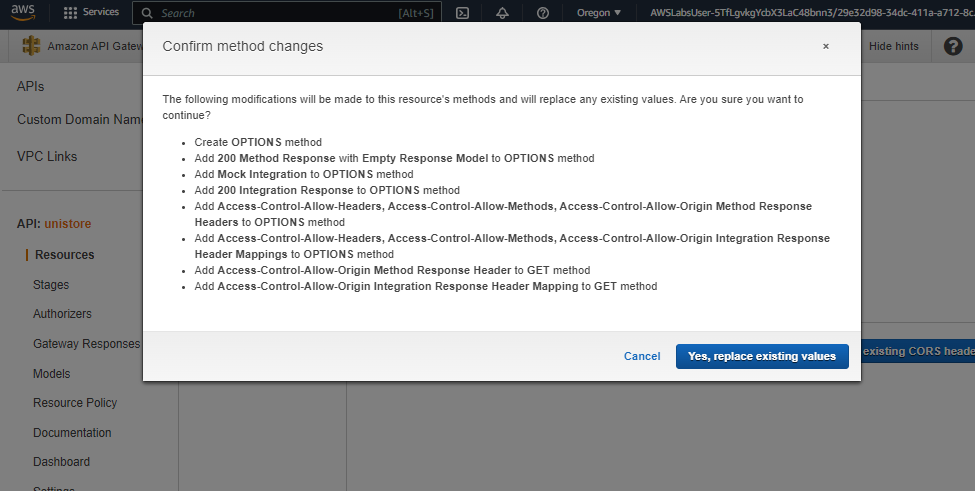 aws
Services
Search
[Alt+S]
Oregon
AWSLabsUser-5TfLgvkgYcbX3LaC48bnn3/29e32d98-34dc-411a-a712-8c
Amazon API Gatew
Hide hints
Confirm method changes
×
The following modifications will be made to this resource's methods and will replace any existing values. Are you sure you want to
continue?
• Create OPTIONS method
• Add 200 Method Response with Empty Response Model to OPTIONS method
• Add Mock Integration to OPTIONS method
• Add 200 Integration Response to OPTIONS method
• Add Access-Control-Allow-Headers, Access-Control-Allow-Methods, Access-Control-Allow-Origin Method Response
Headers to OPTIONS method
• Add Access-Control-Allow-Headers, Access-Control-Allow-Methods, Access-Control-Allow-Origin Integration Response
Header Mappings to OPTIONS method
• Add Access-Control-Allow-Origin Method Response Header to GET method
• Add Access-Control-Allow-Origin Integration Response Header Mapping to GET method
Cancel
Yes, replace existing values
existing CORS heade
APIs
Custom Domain Name
VPC Links
API: unistore
Resources
Stages
Authorizers
Gateway Responses
Models
Resource Policy
Documentation
Dashboard
Settings